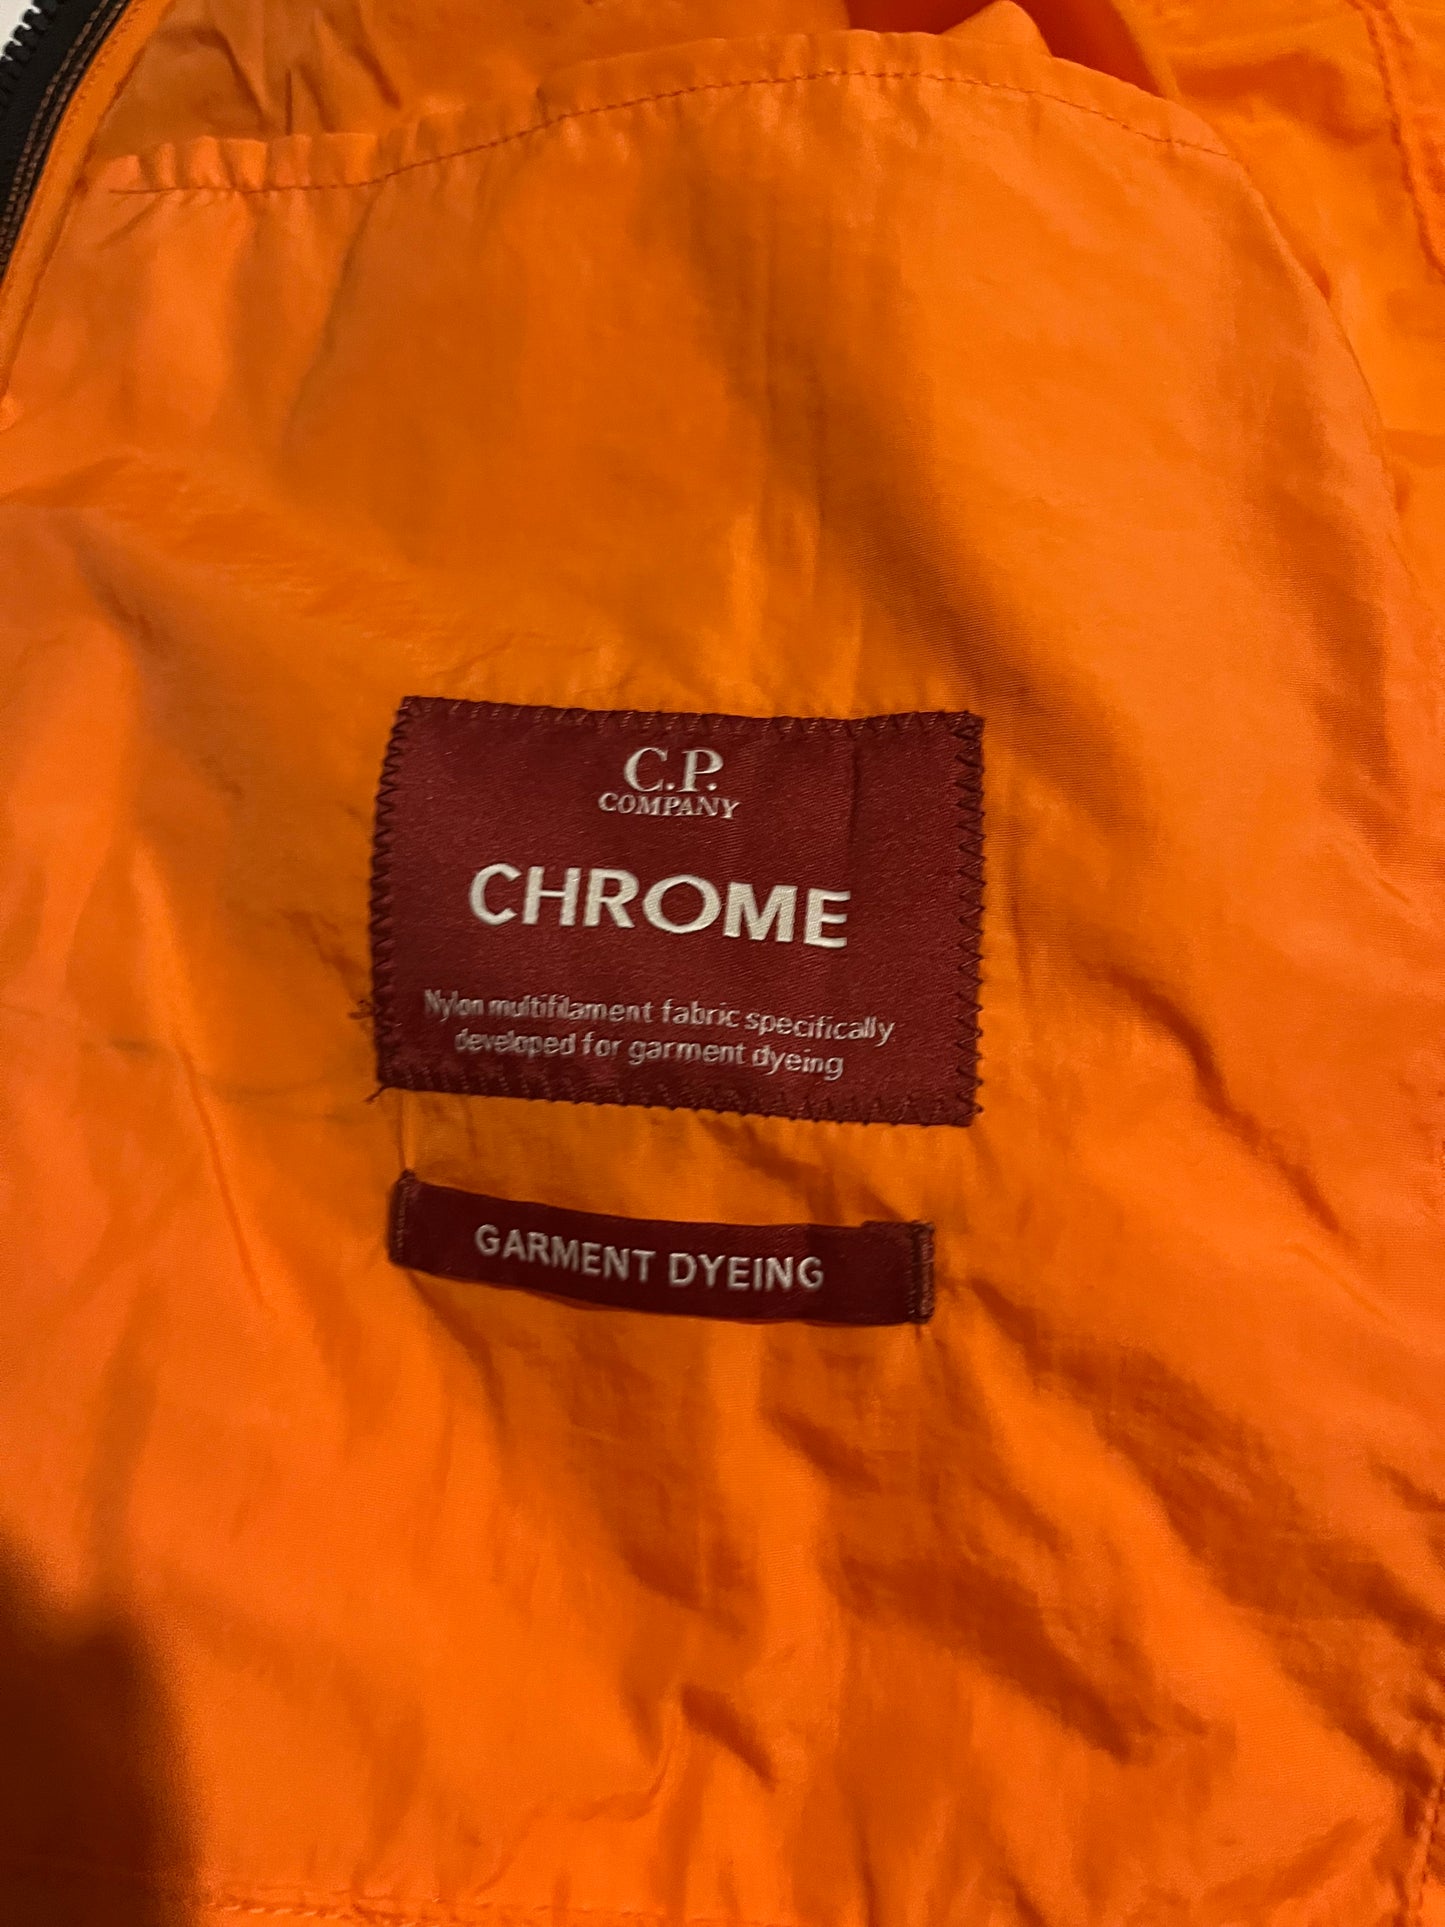 C.P.
COMPANY
CHROME
Nylon multifilament fabric specifically
developed for garment dyeing
GARMENT DYEING